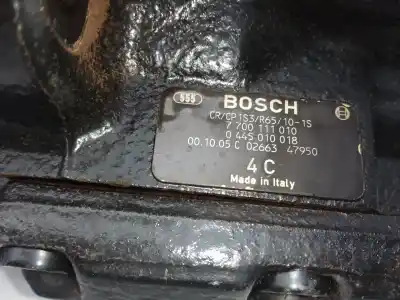 955 BOSCH
CR/CP1S3/R65/10-1S
7 700 111 010
0 445 010 018
00.10.05 C 02663 47950
4 C
Made in Italy